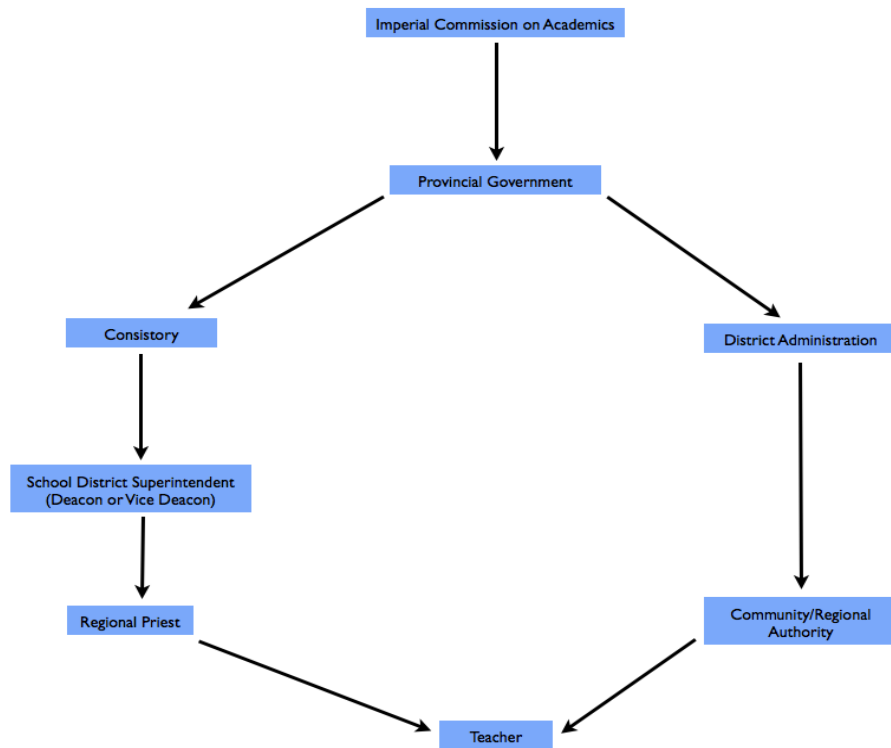 Imperial Commission on Academics
Provincial Government
Consistory
District Administration
School District Superintendent
(Deacon or Vice Deacon)
Regional Priest
Community/Regional
Authority
Teacher